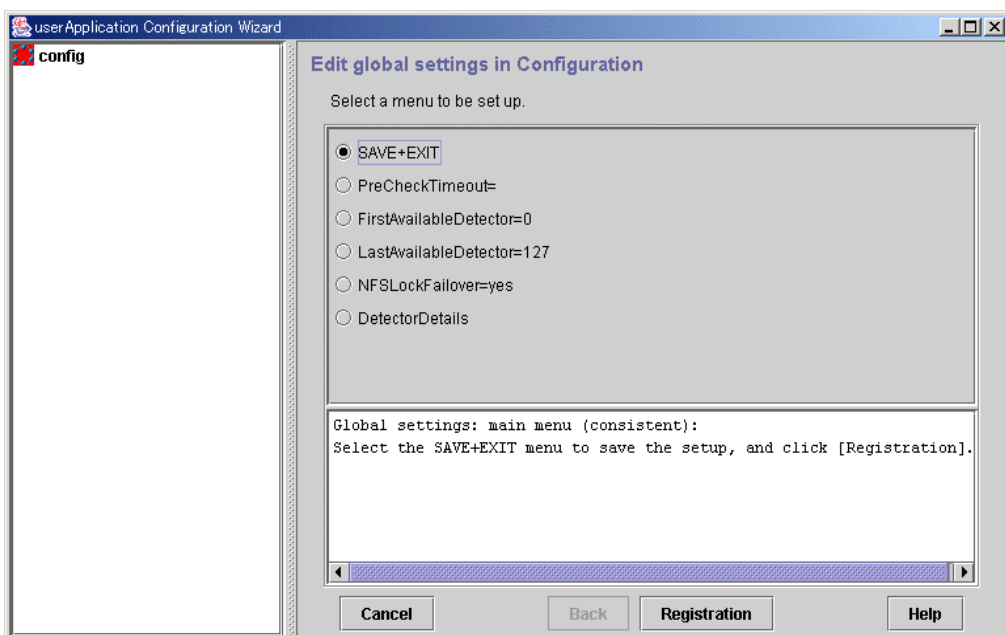 userApplication Configuration Wizard
config
Edit global settings in Configuration
Select a menu to be set up.
SAVE+EXIT
PreCheckTimeout=
FirstAvailableDetector=0
LastAvailableDetector=127
NFSLockFailover=yes
DetectorDetails
Global settings: main menu (consistent):
Select the SAVE+EXIT menu to save the setup, and click [Registration].
Cancel
Back
Registration
Help